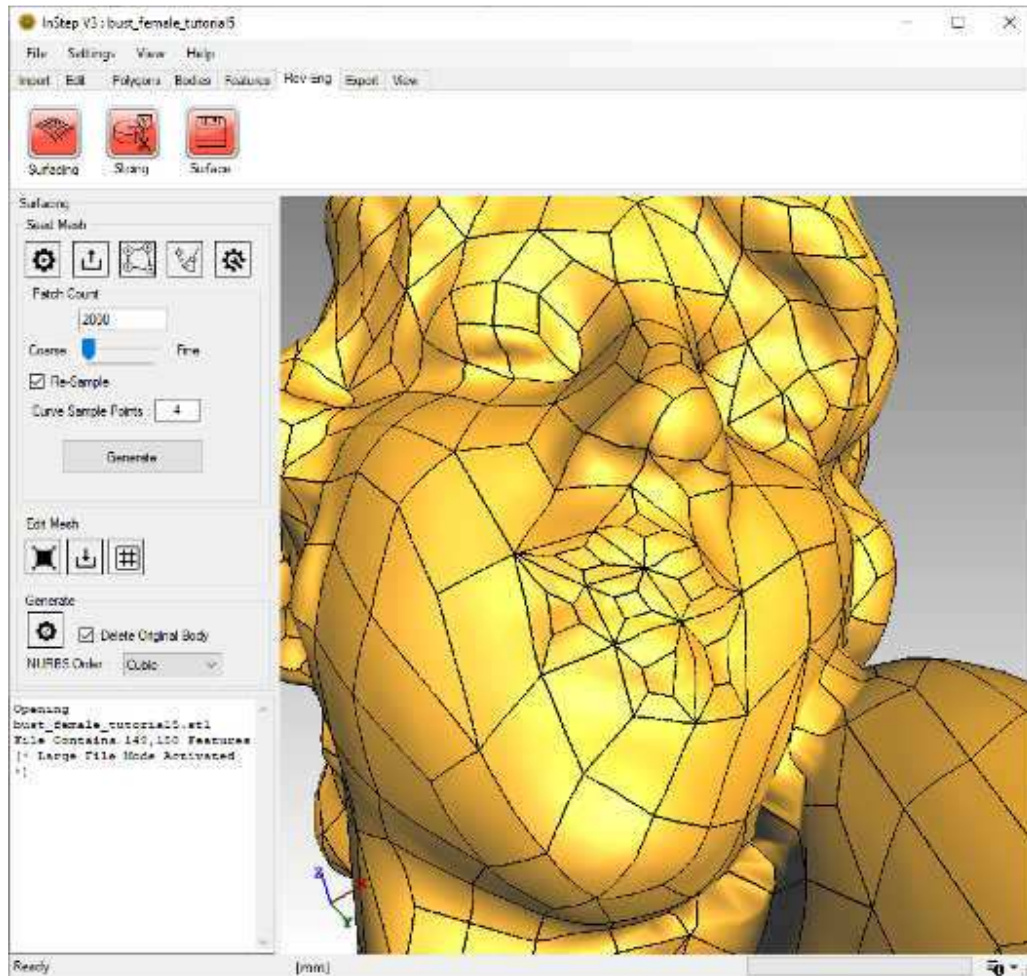 InStep V3 : bust_female_tutorial5
File Settings View Help
Import Edit Polygons Bodies Features Rev Eng Export View
Surfacing Slicing Surface
Surfacing
Seed Mesh
Patch Count
2000
Coarse Fine
Re-Sample
Curve Sample Points 4
Generate
Edit Mesh
Generate
Delete Original Body
NURBS Order Cubic
Opening
bust_female_tutorial5.stl
File Contains 149,150 Features
[* Large File Mode Activated
*]
Z
X
Y
Ready [mm]